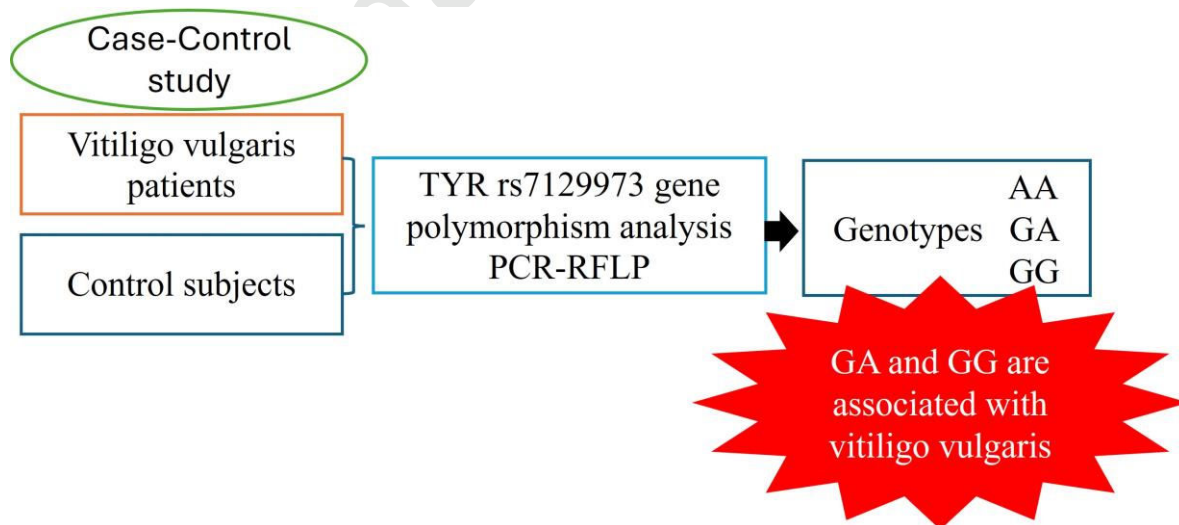 Case-Control
study
Vitiligo vulgaris
patients
Control subjects
TYR rs7129973 gene
polymorphism analysis
PCR-RFLP
Genotypes
AA
GA
GG
GA and GG are
associated with
vitiligo vulgaris